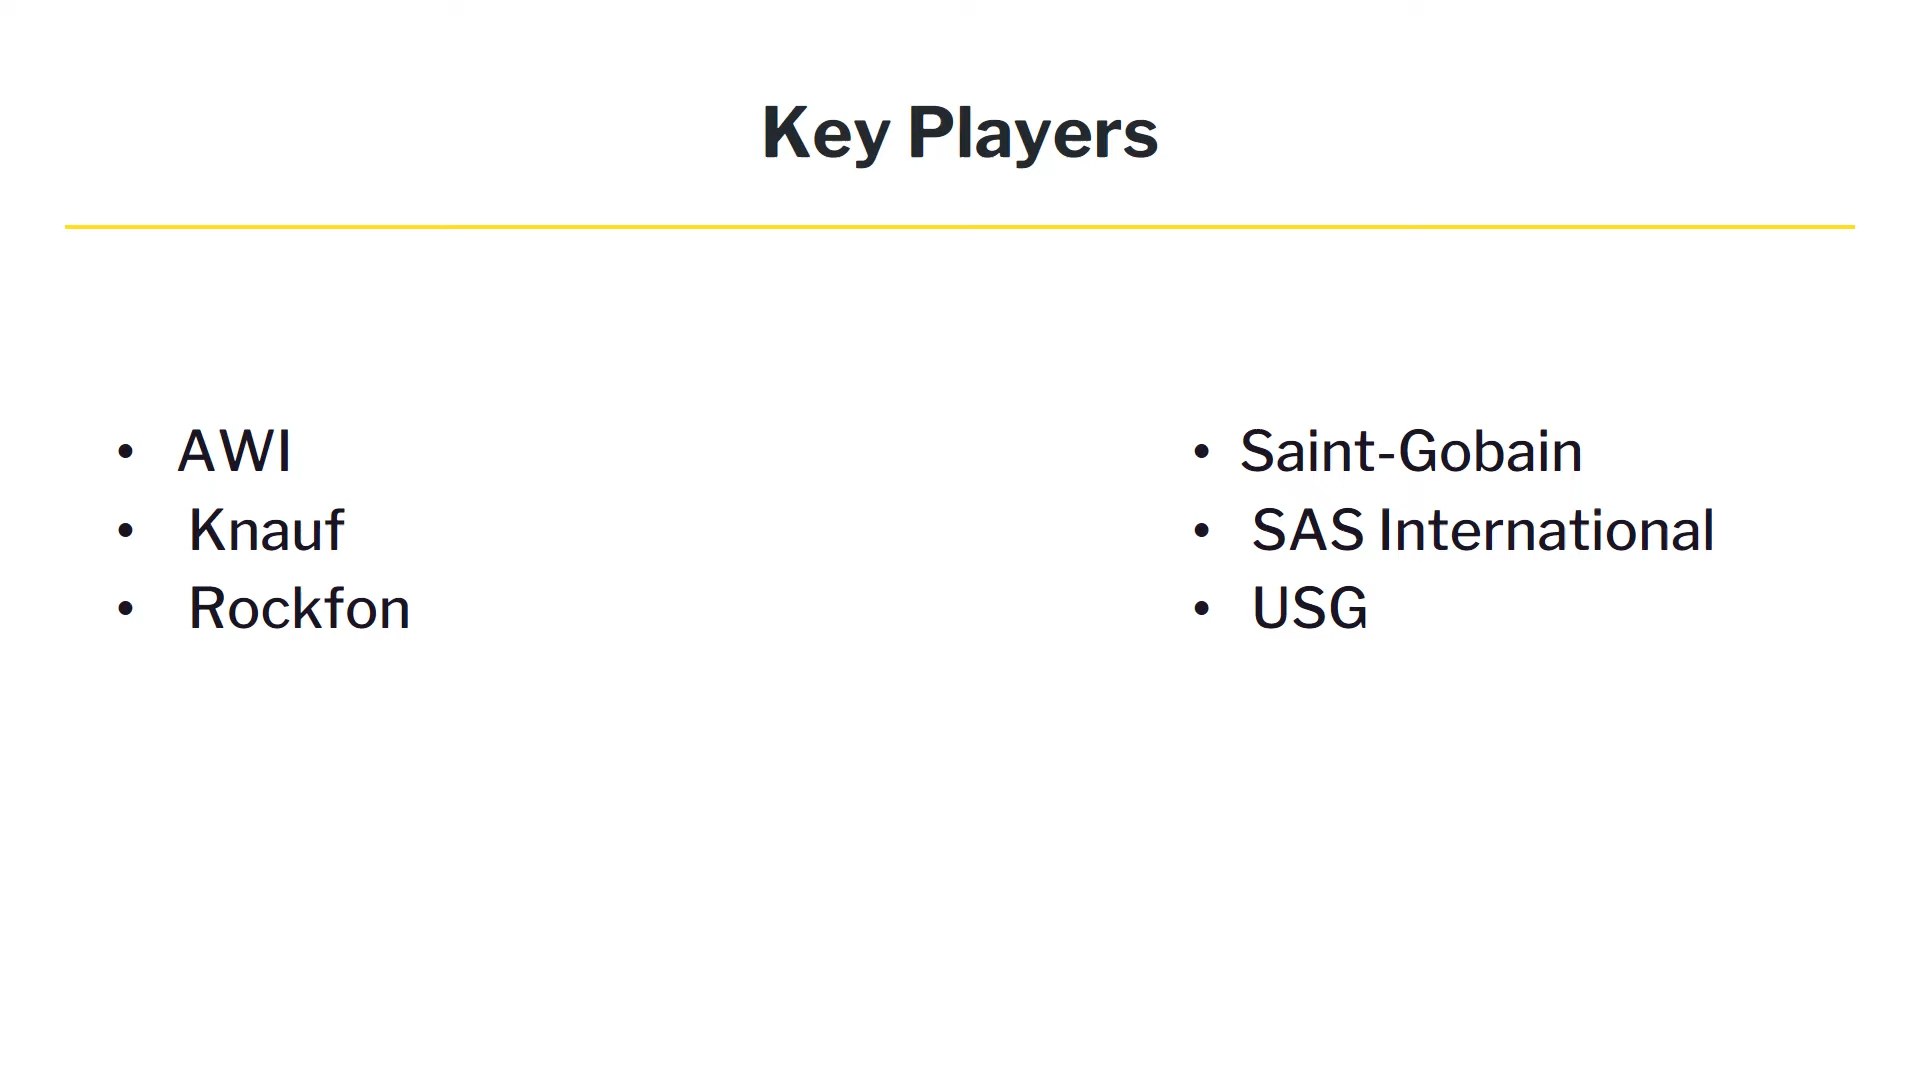 Key Players
• AWI
• Knauf
• Rockfon
• Saint-Gobain
• SAS International
• USG